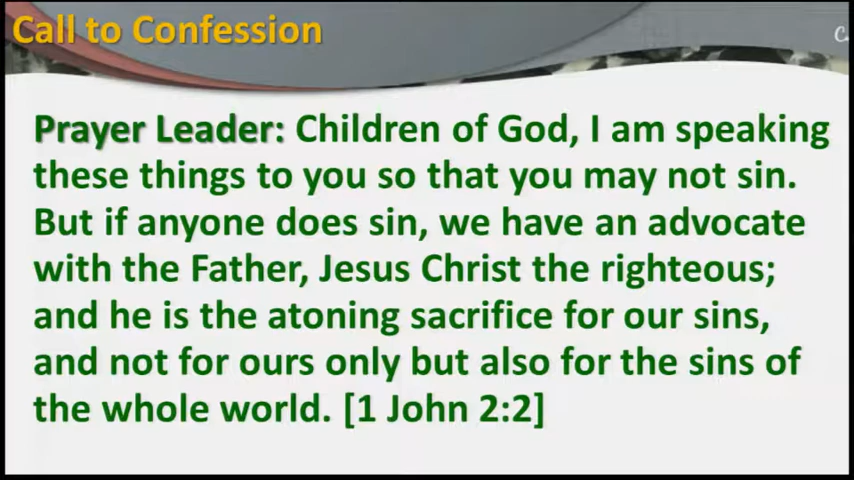 Call to Confession
Prayer Leader: Children of God, I am speaking
these things to you so that you may not sin.
But if anyone does sin, we have an advocate
with the Father, Jesus Christ the righteous;
and he is the atoning sacrifice for our sins,
and not for ours only but also for the sins of
the whole world. [1 John 2:2]